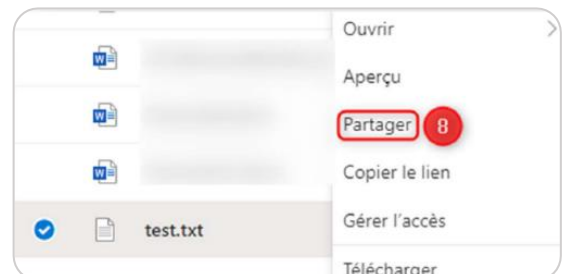 Ouvrir
Aperçu
Partager 8
Copier le lien
test.txt
Gérer l'accès
Télécharger